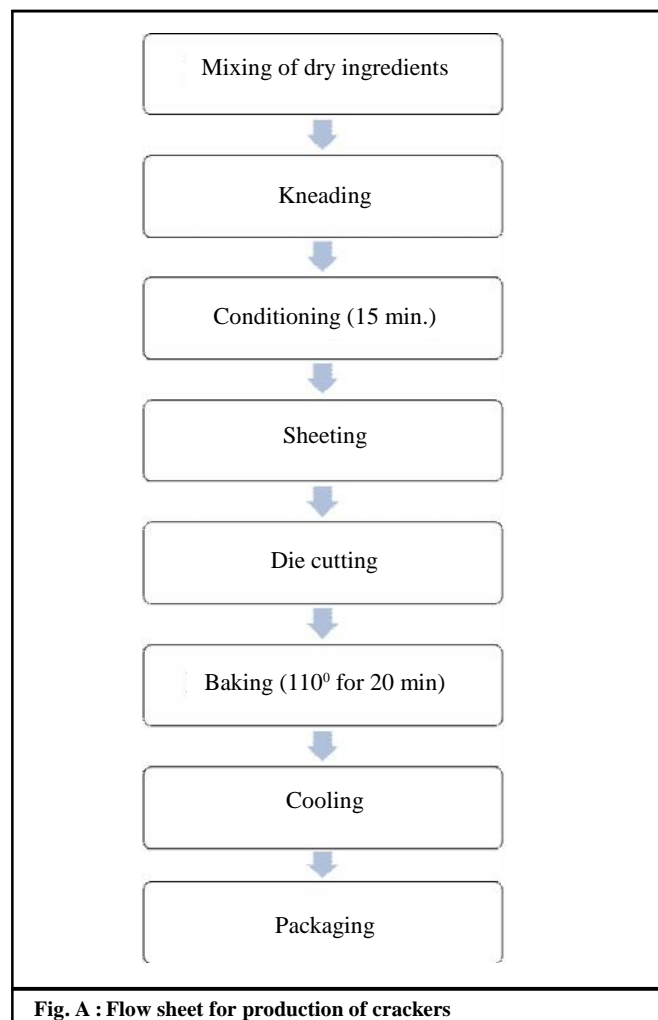 Mixing of dry ingredients
Kneading
Conditioning (15 min.)
Sheeting
Die cutting
Baking (110⁰ for 20 min)
Cooling
Packaging
Fig. A : Flow sheet for production of crackers